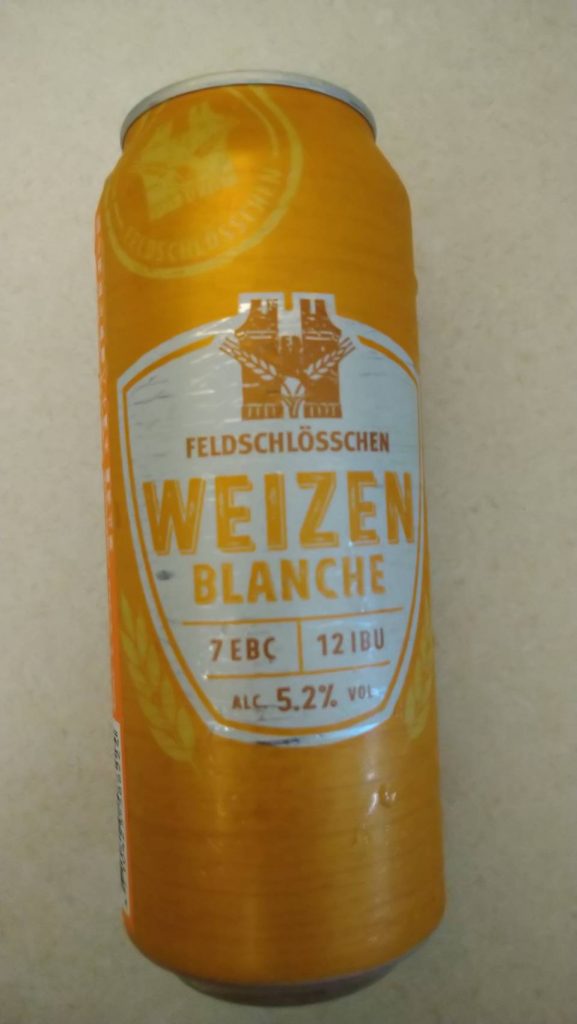 FELDSCHLÖSSCHEN
FELDSCHLÖSSCHEN
WEIZEN
BLANCHE
7 EBC 12 IBU
ALC. 5.2% VOL